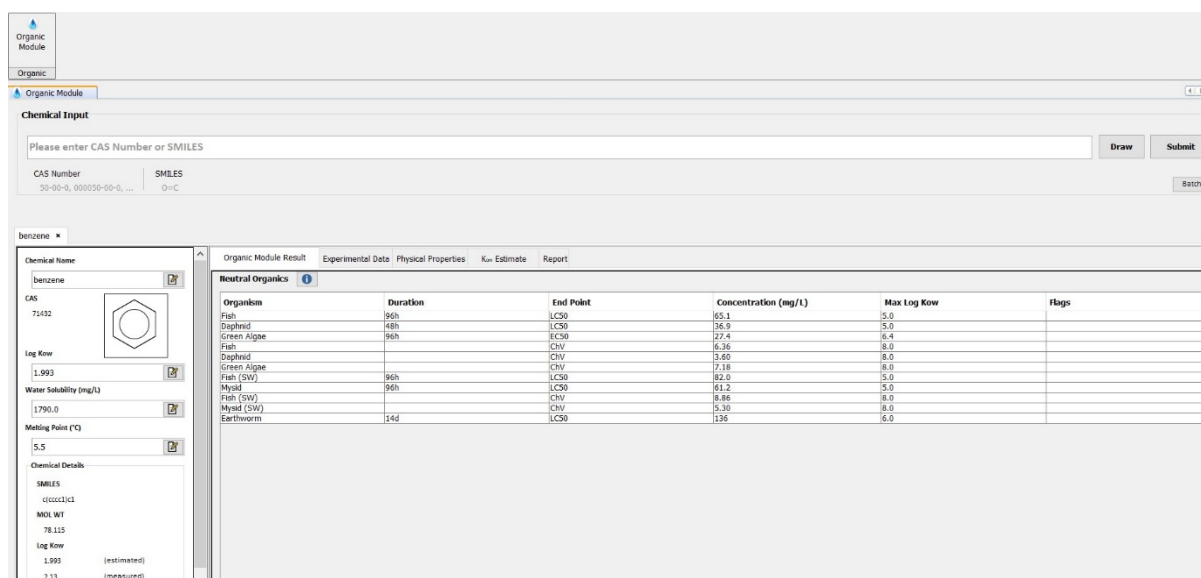 Organic
Module
Organic
Organic Module
Chemical Input
Please enter CAS Number or SMILES
Draw
Submit
CAS Number SMILES
50-00-0, 000050-00-0, ... O=C
Batch
benzene ×
Chemical Name
benzene
CAS
71432
Log Kow
1.993
Water Solubility (mg/L)
1790.0
Melting Point (°C)
5.5
Chemical Details
SMILES
c(cccc1)c1
MOL WT
78.115
Log Kow
1.993 (estimated)
2.13 (measured)
Organic Module Result Experimental Data Physical Properties Kow Estimate Report
Neutral Organics
Organism Duration End Point Concentration (mg/L) Max Log Kow Flags
Fish 96h LC50 65.1 5.0
Daphnid 48h LC50 36.9 5.0
Green Algae 96h EC50 27.4 6.4
Fish ChV 6.36 8.0
Daphnid ChV 3.60 8.0
Green Algae ChV 7.18 8.0
Fish (SW) 96h LC50 82.0 5.0
Mysid 96h LC50 61.2 5.0
Fish (SW) ChV 8.86 8.0
Mysid (SW) ChV 5.30 8.0
Earthworm 14d LC50 136 6.0